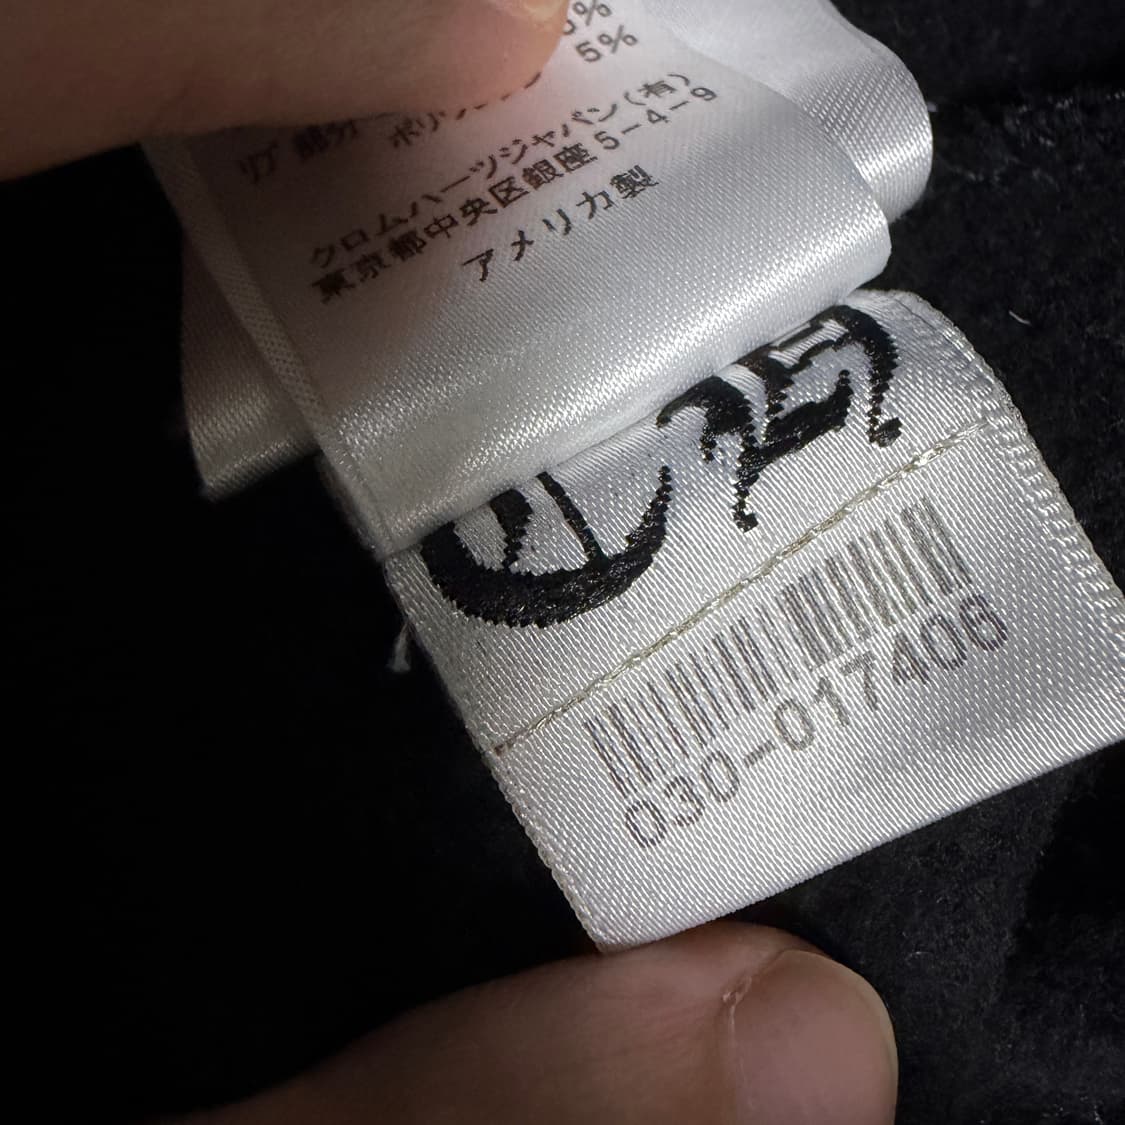 5%
クロムハーツジャパン(有)
東京都中央区銀座5-4-9
アメリカ製
030-017406